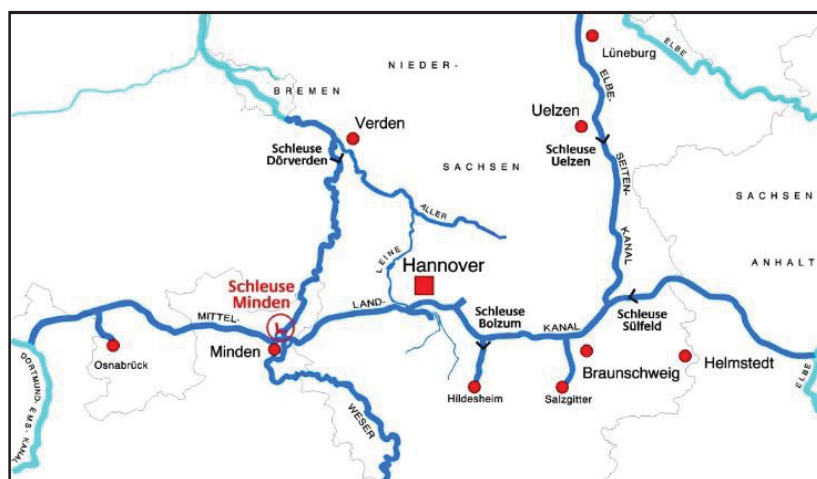 Lüneburg
ELBE
NIEDER-
BREMEN
ELBE-
Verden
Uelzen
Schleuse
Dörverden
Schleuse
Uelzen
SACHSEN
SEITEN-
SACHSEN
ALLER
KANAL
ANHALT
LEINE
Hannover
Schleuse
Minden
MITTEL-
LAND-
Schleuse
Bolzum
KANAL
Schleuse
Sülfeld
Osnabrück
Minden
Braunschweig
Helmstedt
ELBE
DORTMUND-EMS-KANAL
WESER
Hildesheim
Salzgitter